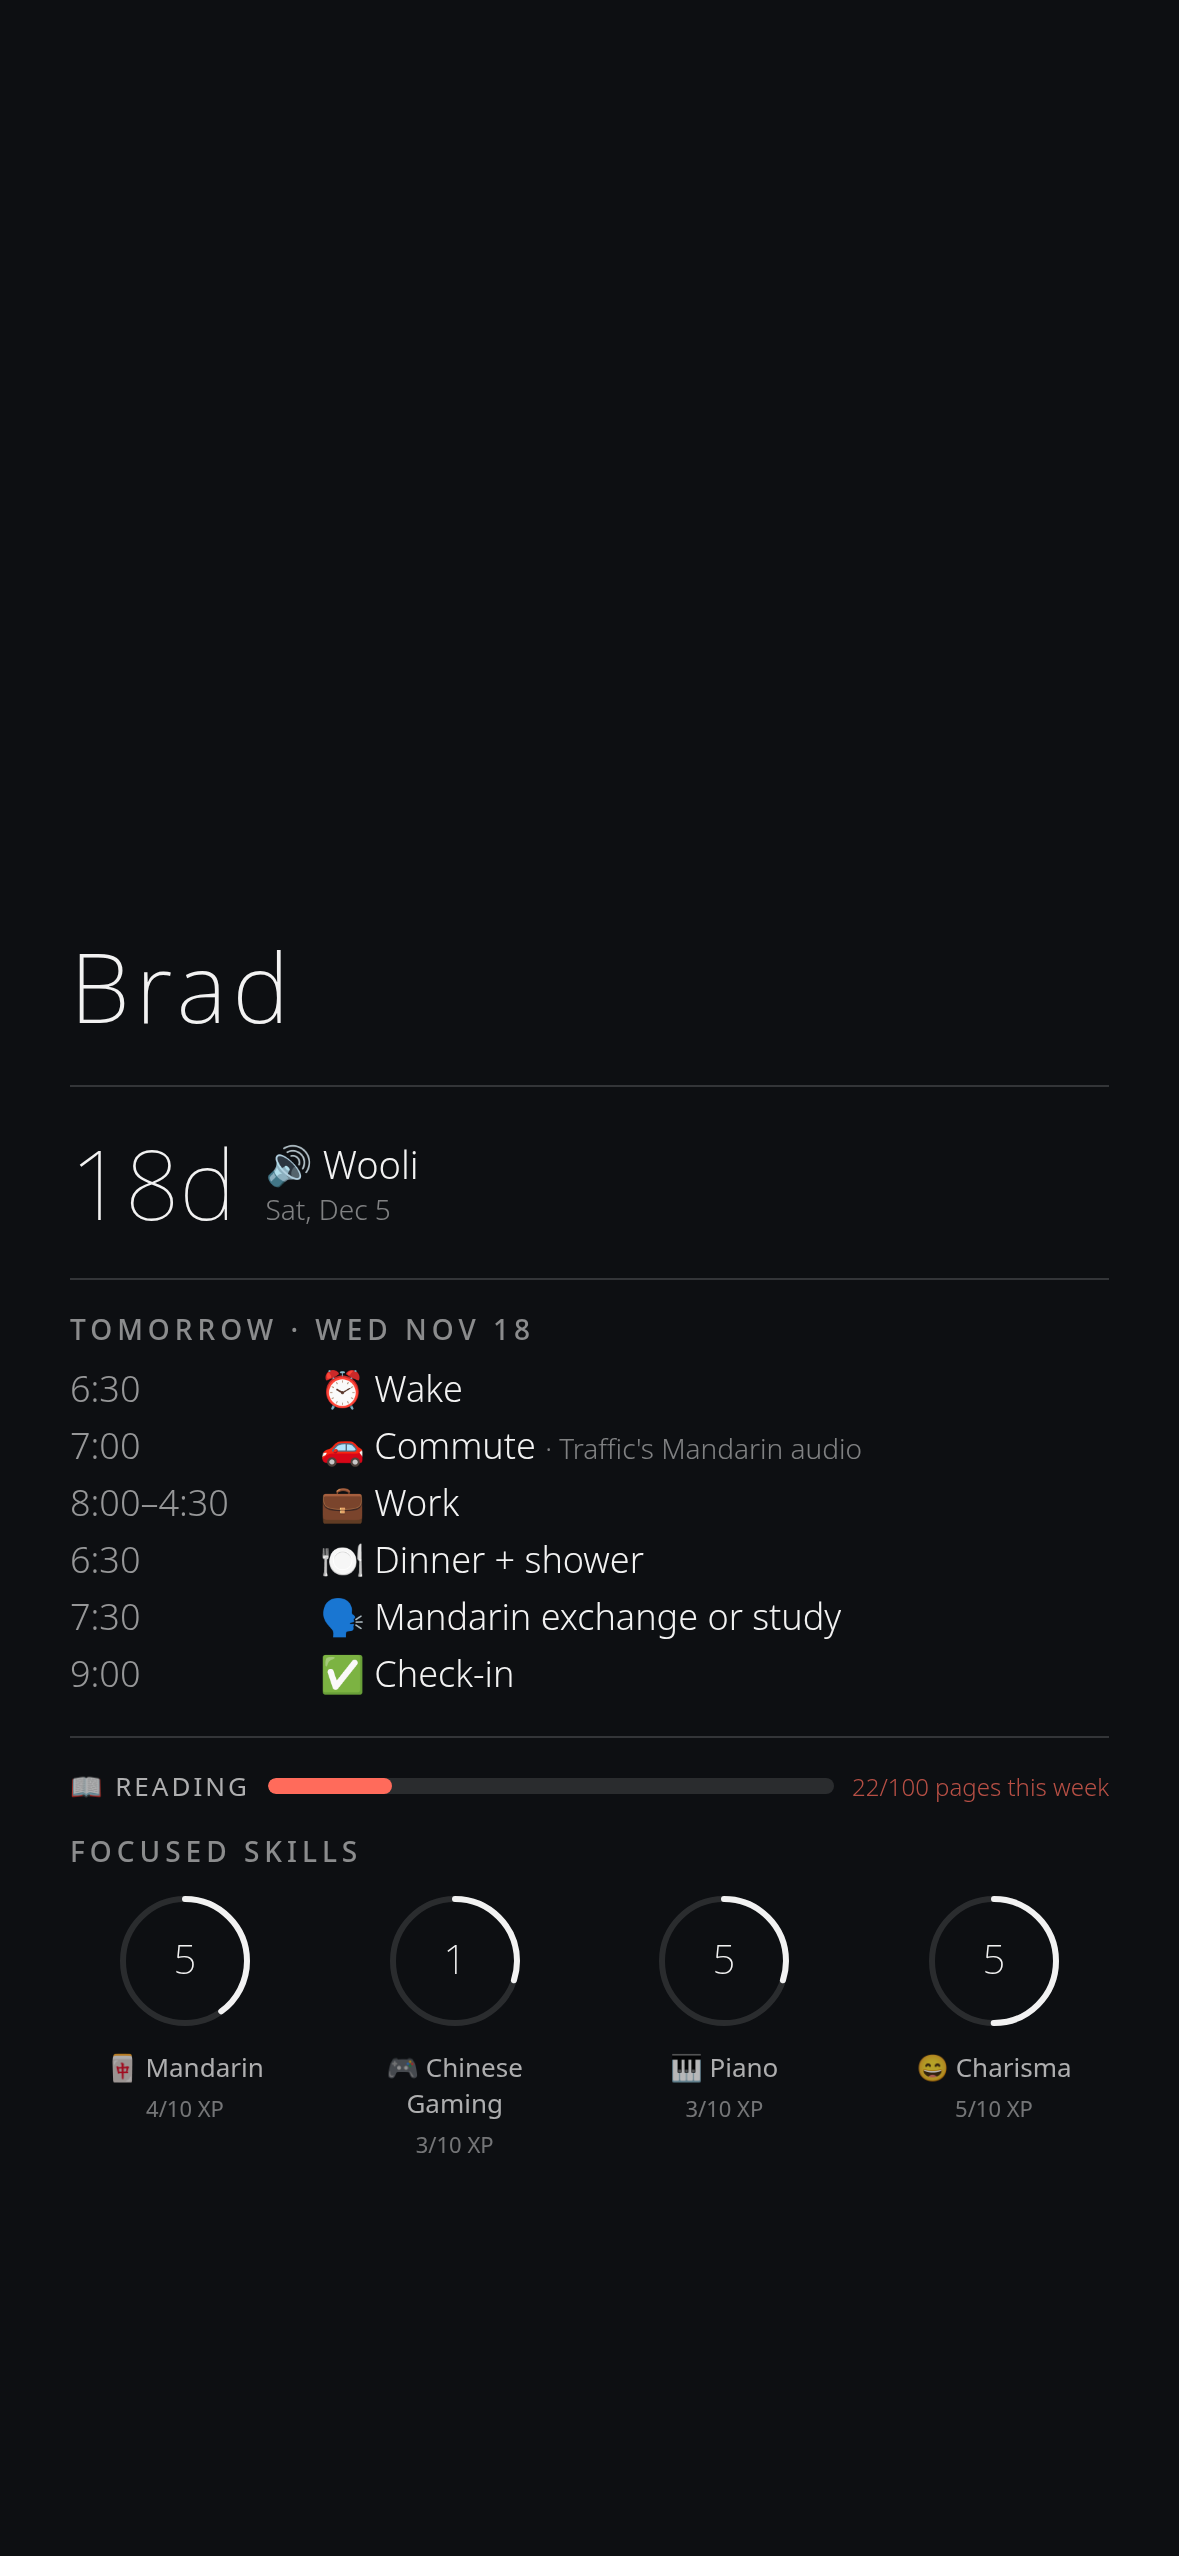 Brad
18d
🔊 Wooli
Sat, Dec 5
TOMORROW · WED NOV 18
6:30 ⏰ Wake
7:00 🚗 Commute · Traffic's Mandarin audio
8:00–4:30 💼 Work
6:30 🍽️ Dinner + shower
7:30 🗣️ Mandarin exchange or study
9:00 ✅ Check-in
📖 READING 22/100 pages this week
FOCUSED SKILLS
5 1 5 5
🀄 Mandarin 🎮 Chinese Gaming 🎹 Piano 😄 Charisma
4/10 XP 3/10 XP 3/10 XP 5/10 XP